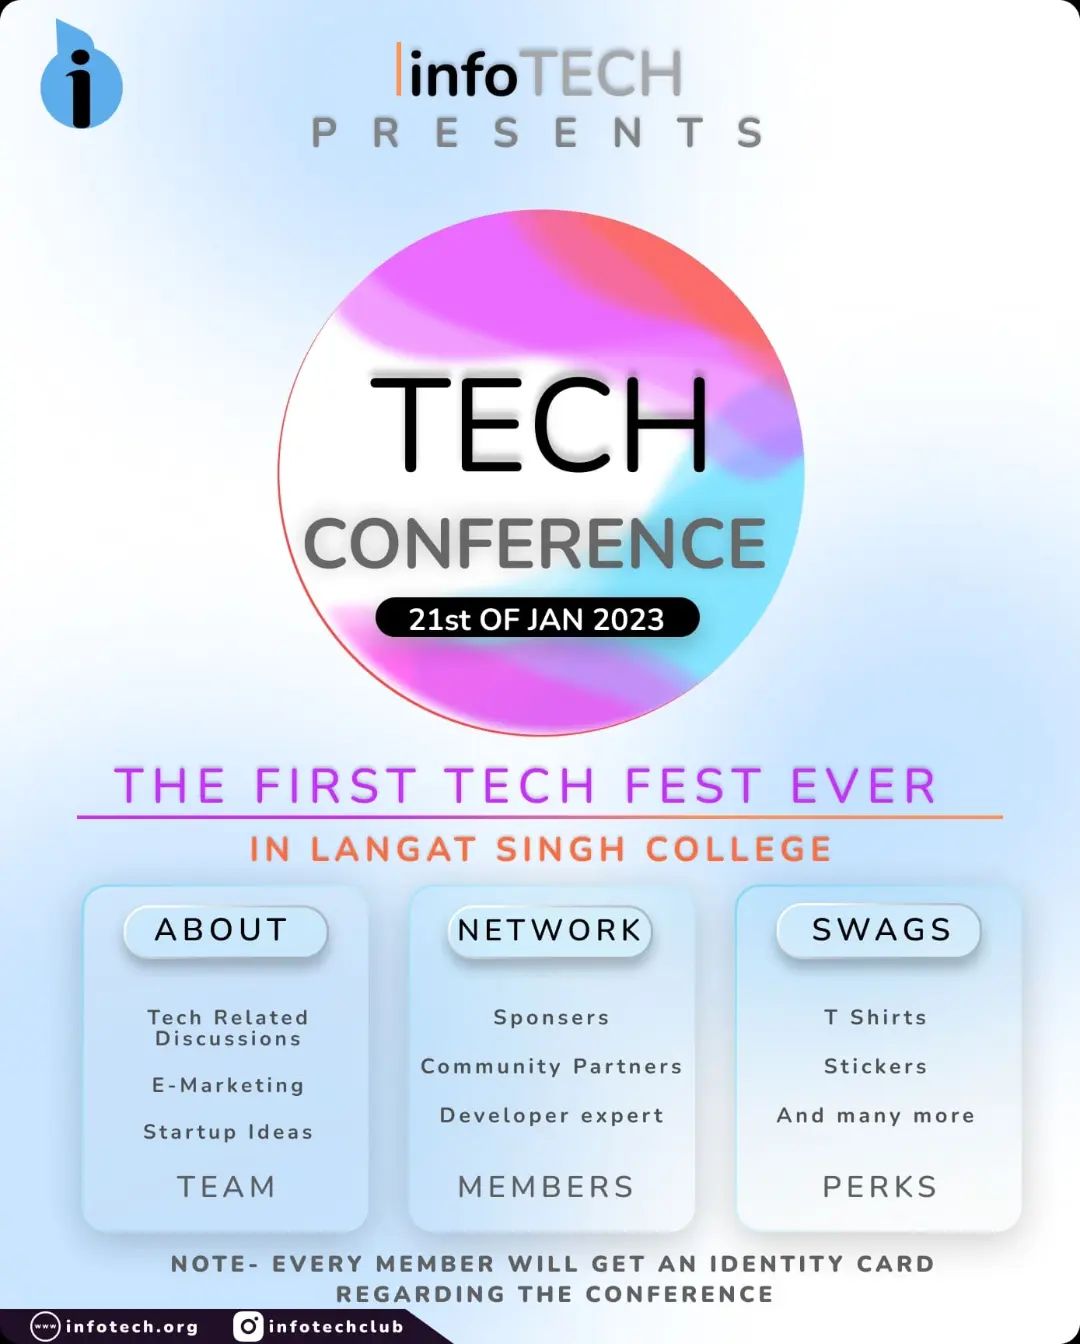 i
infoTECH
PRESENTS
TECH
CONFERENCE
21st OF JAN 2023
THE FIRST TECH FEST EVER
IN LANGAT SINGH COLLEGE
ABOUT
Tech Related
Discussions
E-Marketing
Startup Ideas
TEAM
NETWORK
Sponsers
Community Partners
Developer expert
MEMBERS
SWAGS
T Shirts
Stickers
And many more
PERKS
NOTE- EVERY MEMBER WILL GET AN IDENTITY CARD
REGARDING THE CONFERENCE
www infotech.org
infotechclub